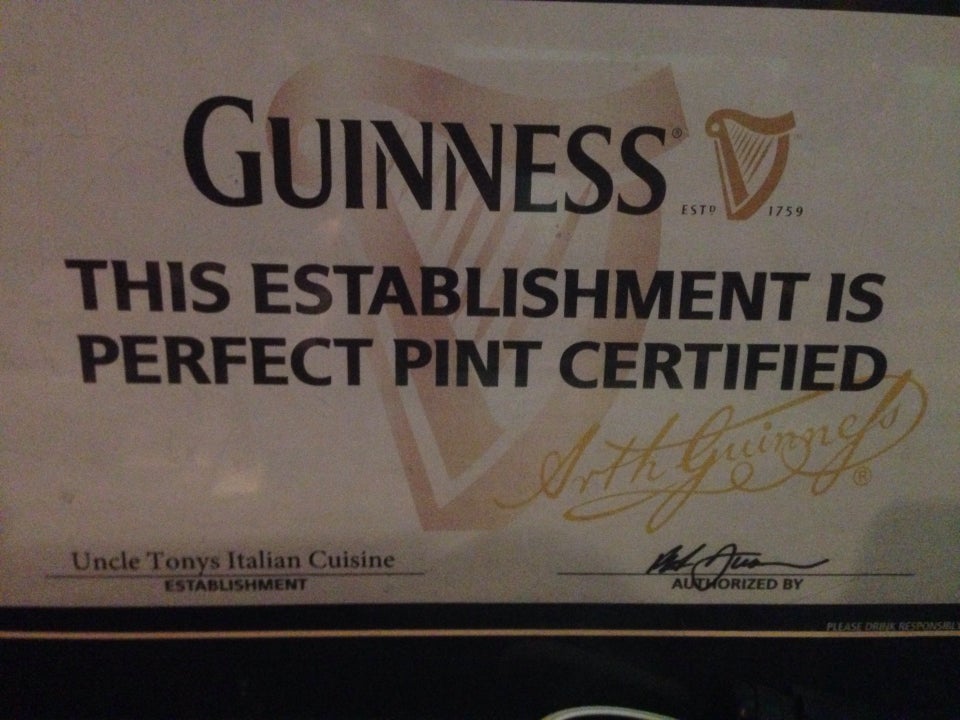 GUINNESS®
ESTD 1759
THIS ESTABLISHMENT IS
PERFECT PINT CERTIFIED
Arth Guinness ®
Uncle Tonys Italian Cuisine
ESTABLISHMENT
AUTHORIZED BY
PLEASE DRINK RESPONSIBLY